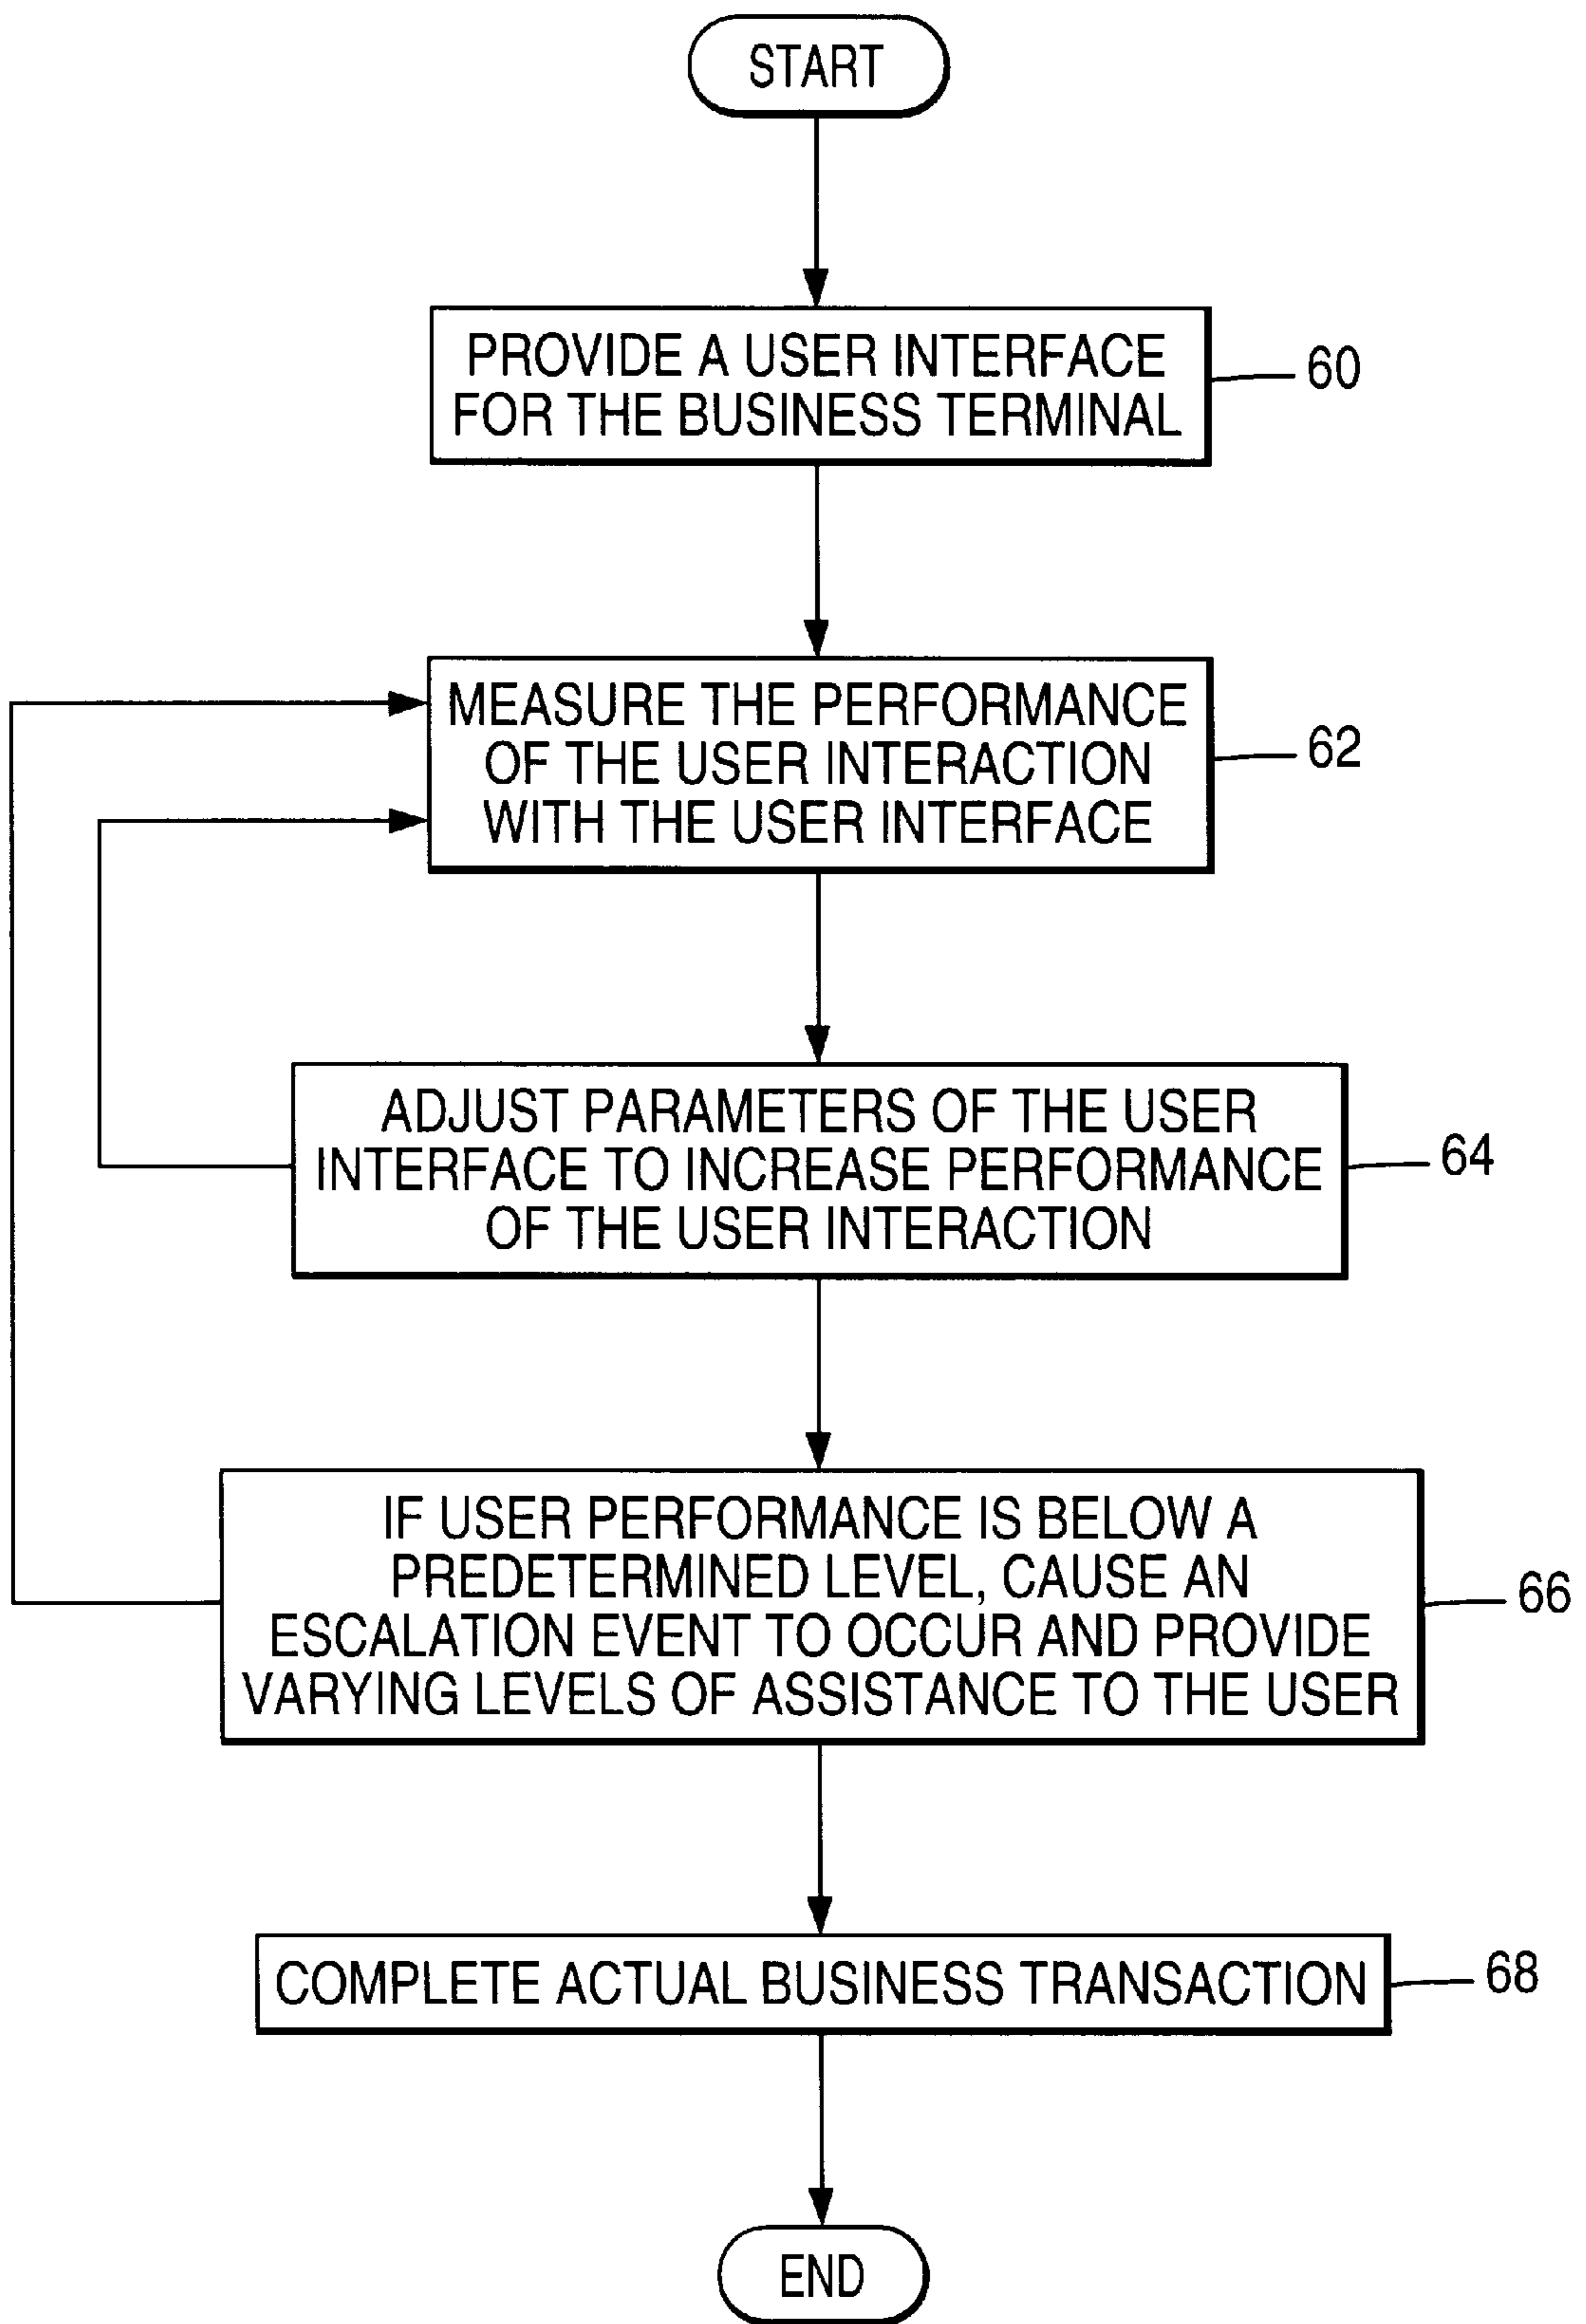 START
PROVIDE A USER INTERFACE
FOR THE BUSINESS TERMINAL
60
MEASURE THE PERFORMANCE
OF THE USER INTERACTION
WITH THE USER INTERFACE
62
ADJUST PARAMETERS OF THE USER
INTERFACE TO INCREASE PERFORMANCE
OF THE USER INTERACTION
64
IF USER PERFORMANCE IS BELOW A
PREDETERMINED LEVEL, CAUSE AN
ESCALATION EVENT TO OCCUR AND PROVIDE
VARYING LEVELS OF ASSISTANCE TO THE USER
66
COMPLETE ACTUAL BUSINESS TRANSACTION
68
END